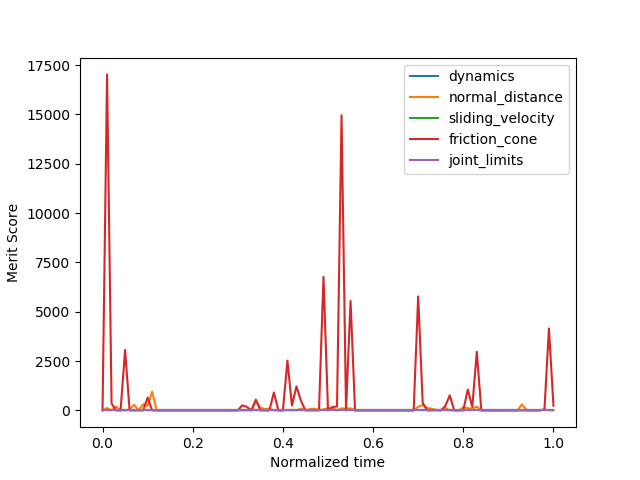 17500
15000
12500
10000
7500
5000
2500
0
Merit Score
0.0 0.2 0.4 0.6 0.8 1.0
Normalized time
dynamics
normal_distance
sliding_velocity
friction_cone
joint_limits